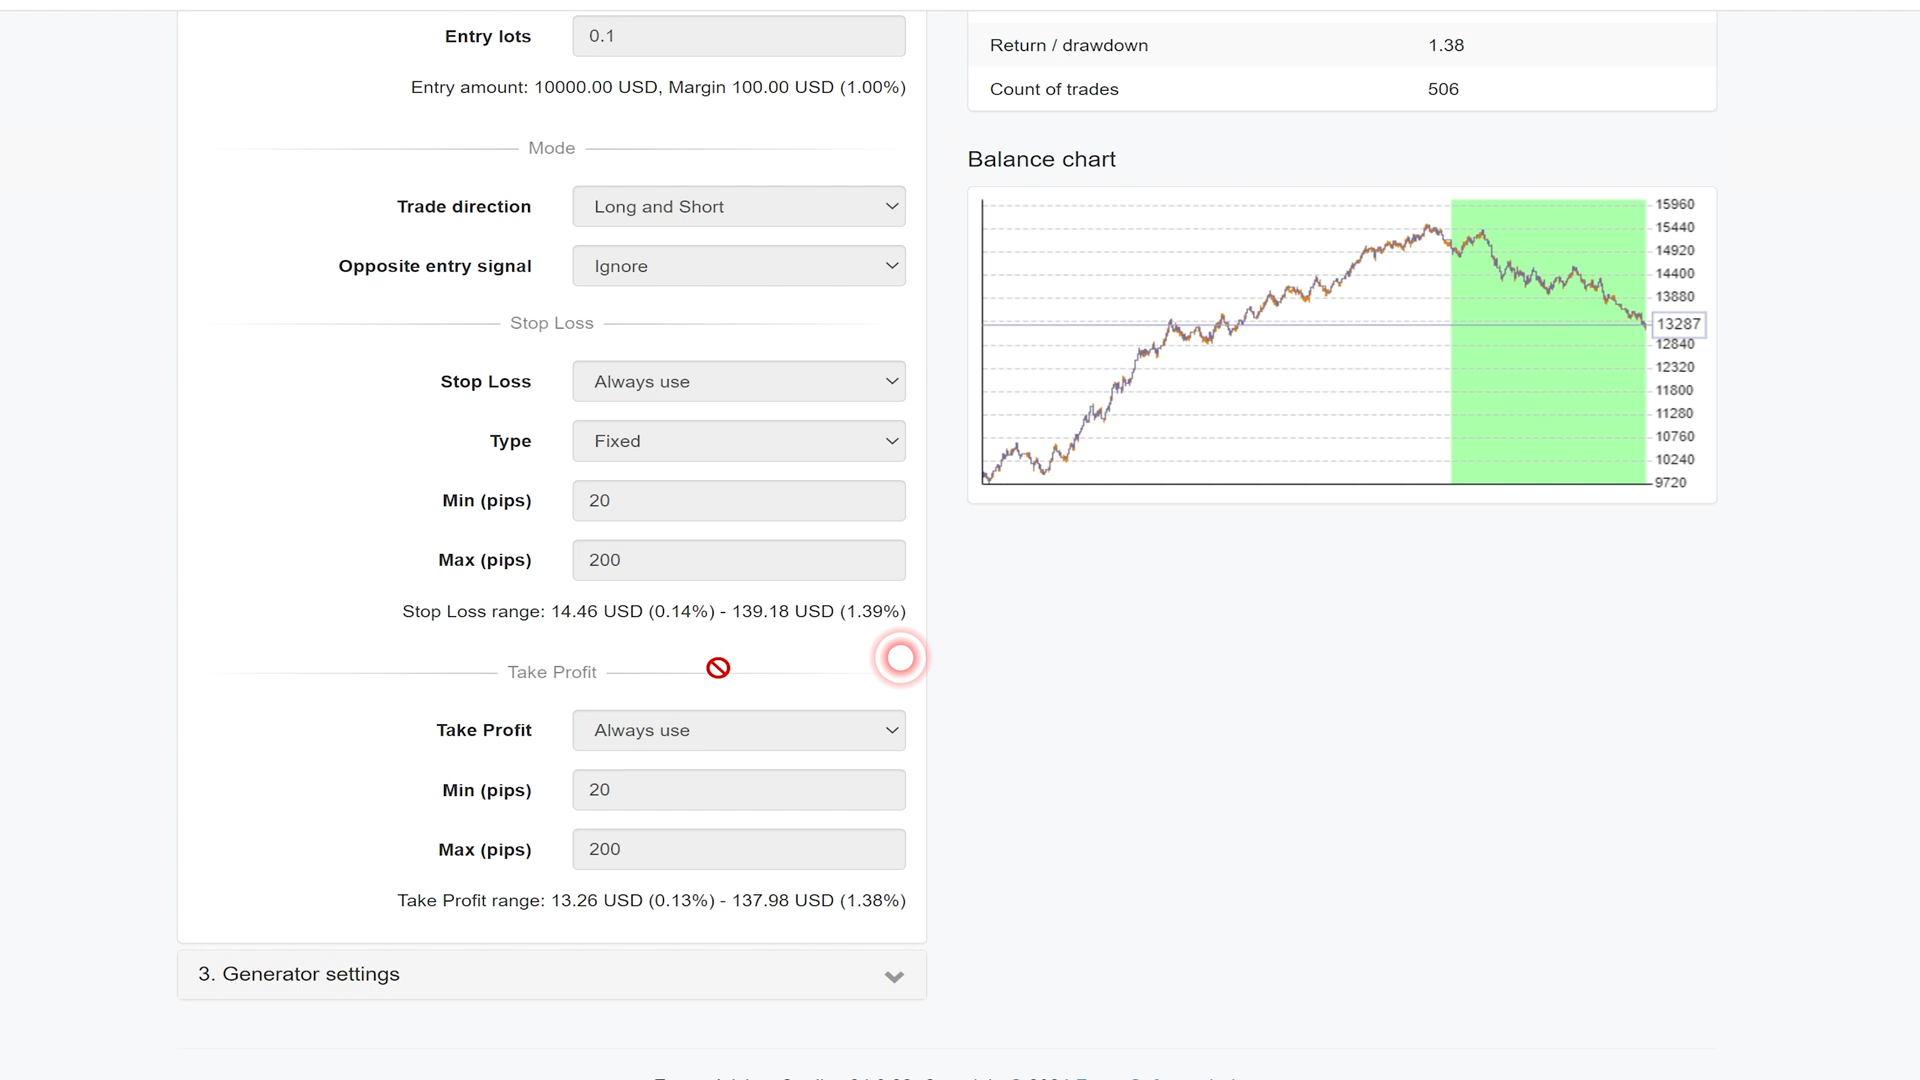 Entry lots 0.1
Entry amount: 10000.00 USD, Margin 100.00 USD (1.00%)
Mode
Trade direction Long and Short
Opposite entry signal Ignore
Stop Loss
Stop Loss Always use
Type Fixed
Min (pips) 20
Max (pips) 200
Stop Loss range: 14.46 USD (0.14%) - 139.18 USD (1.39%)
Take Profit
Take Profit Always use
Min (pips) 20
Max (pips) 200
Take Profit range: 13.26 USD (0.13%) - 137.98 USD (1.38%)
3. Generator settings
Return / drawdown 1.38
Count of trades 506
Balance chart
15960
15440
14920
14400
13880
13287
12840
12320
11800
11280
10760
10240
9720